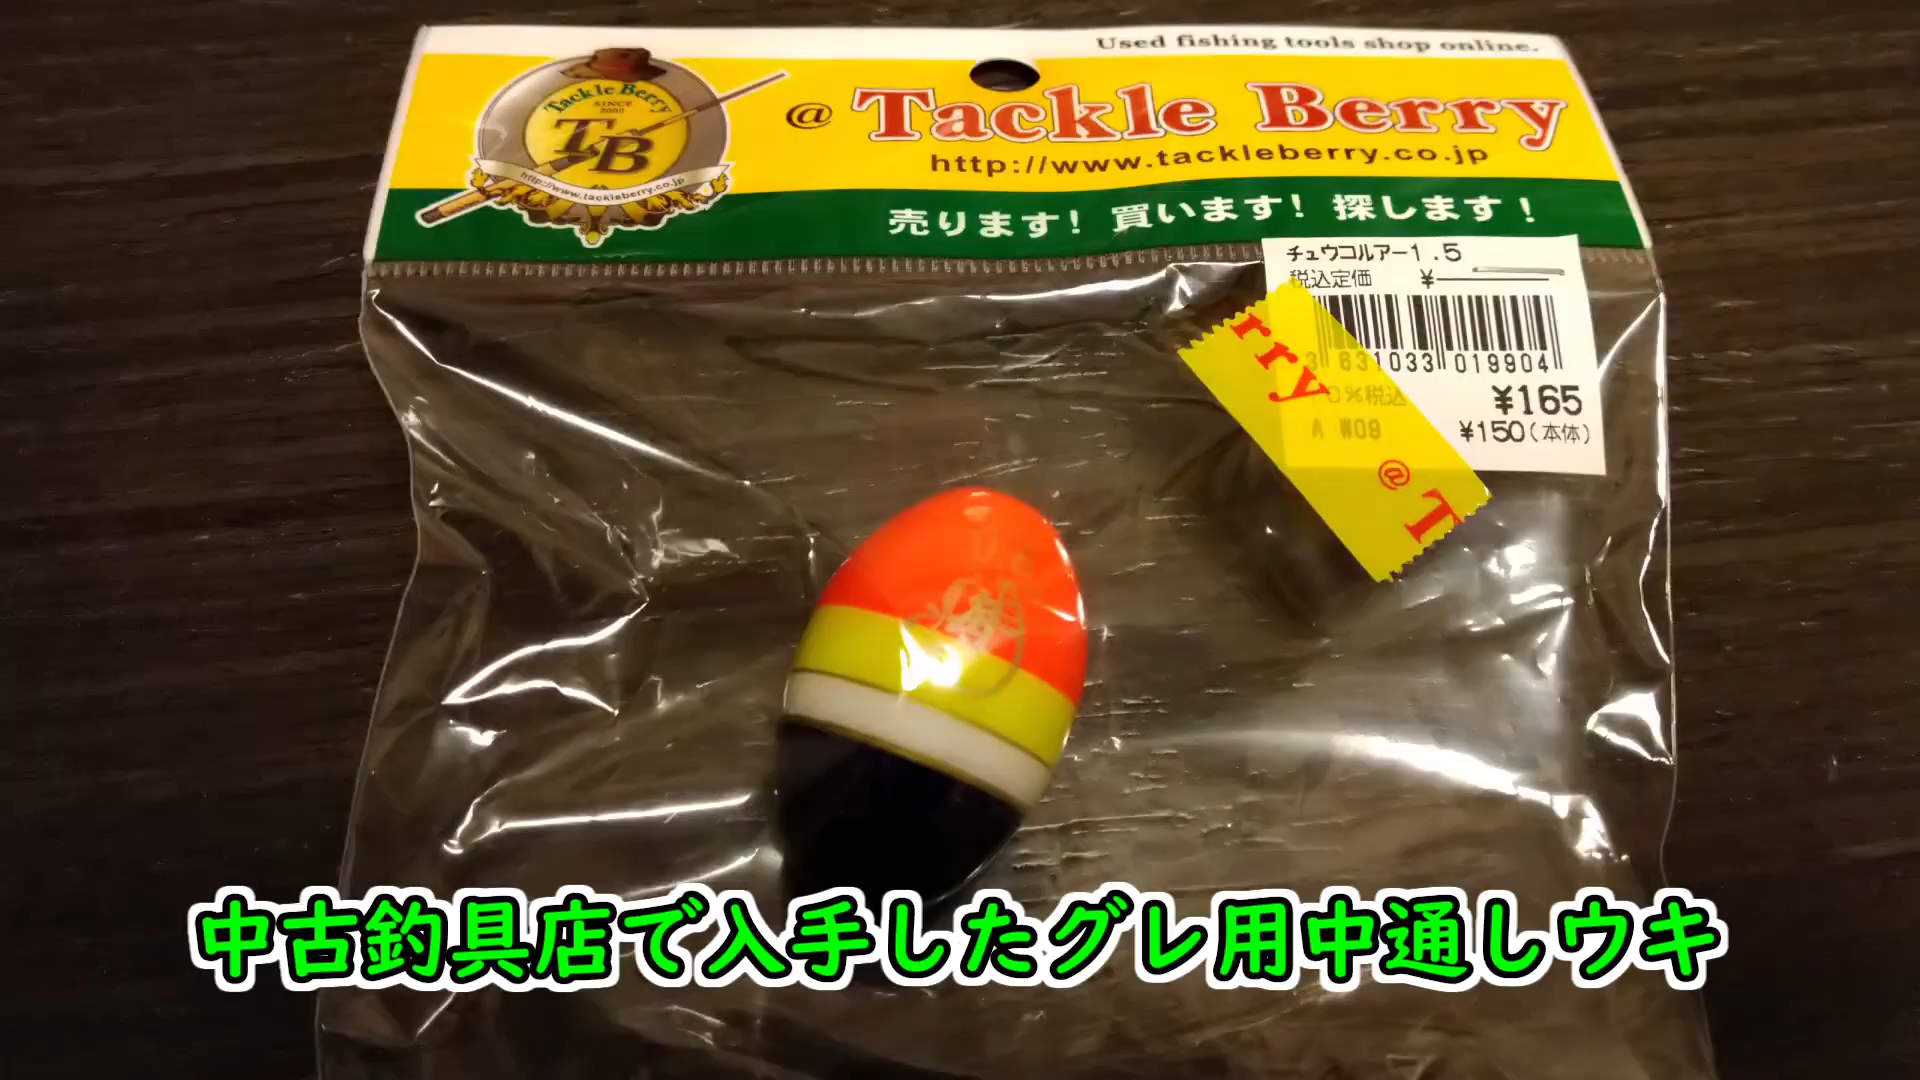 Used fishing tools shop online.
Tackle Berry
SINCE
2000
TB
http://www.tackleberry.co.jp
@ Tackle Berry
http://www.tackleberry.co.jp
売ります! 買います! 探します!
チュウコルアー1.5
税込定価 ¥
rry
3 631033 019904
0%税込 ¥165
A W09 ¥150(本体)
@ T
中古釣具店で入手したグレ用中通しウキ